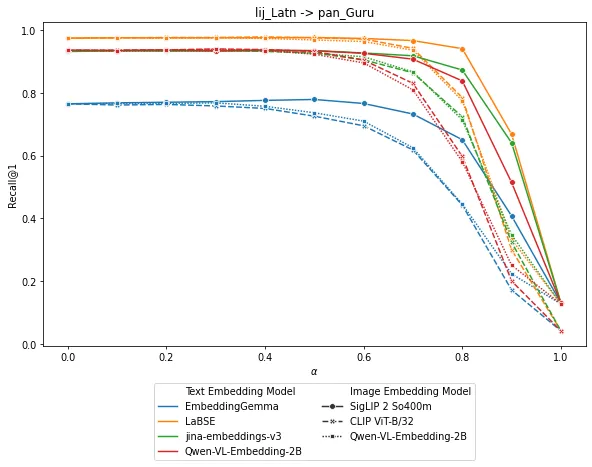 lij_Latn -> pan_Guru
Recall@1
1.0
0.8
0.6
0.4
0.2
0.0
0.0 0.2 0.4 0.6 0.8 1.0
α
Text Embedding Model
EmbeddingGemma
LaBSE
jina-embeddings-v3
Qwen-VL-Embedding-2B
Image Embedding Model
SigLIP 2 So400m
CLIP ViT-B/32
Qwen-VL-Embedding-2B